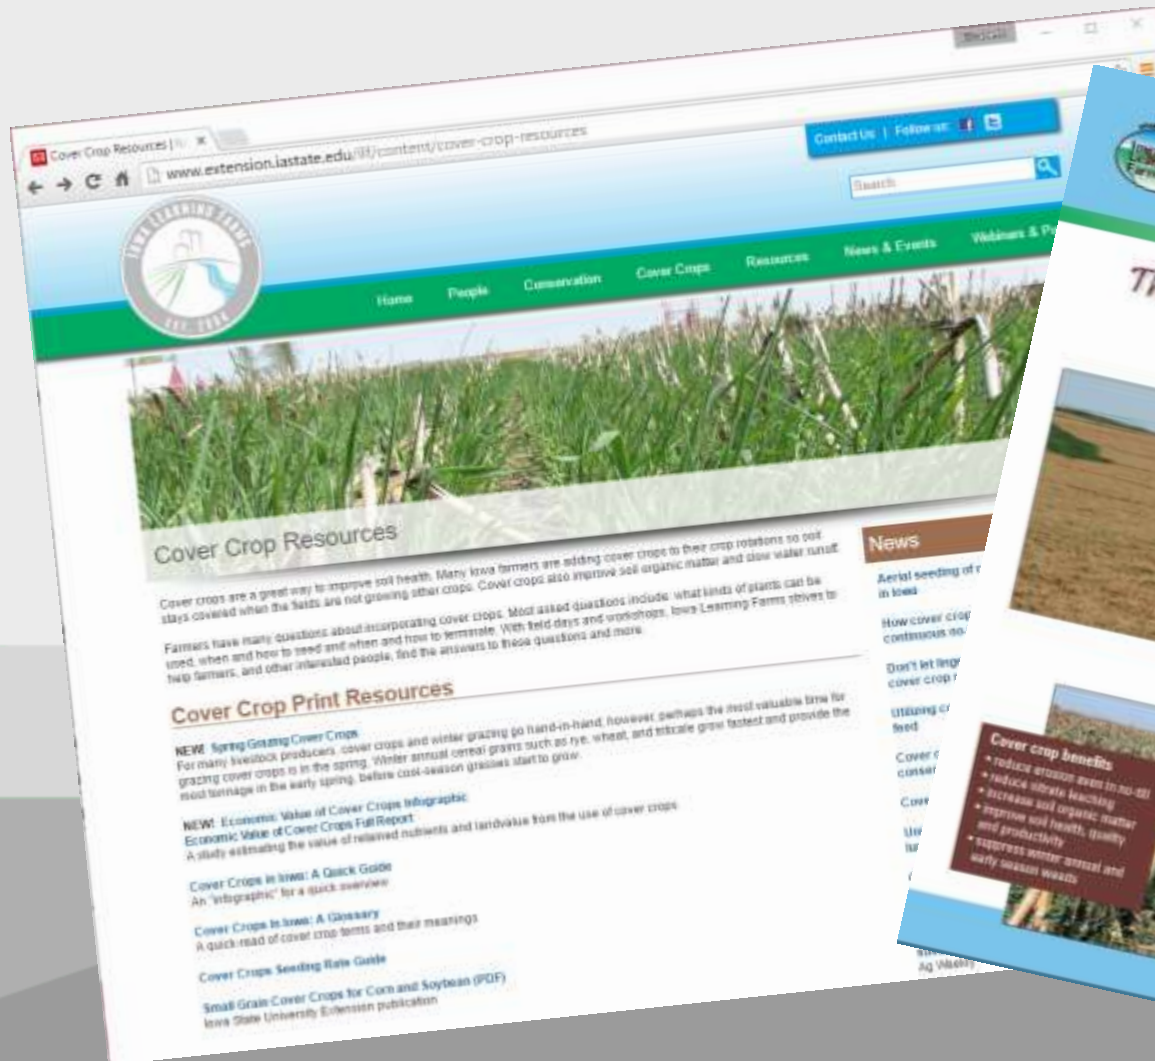 Cover Crop Resources |
www.extension.iastate.edu/ilf/content/cover-crop-resources
Contact Us | Follow us:
Search
IOWA LEARNING FARMS
EST. 2004
Home People Conservation Cover Crops Resources News & Events Webinars &
Cover Crop Resources
Cover crops are a great way to improve soil health. Many Iowa farmers are adding cover crops to their crop rotations so soil
stays covered when the fields are not growing other crops. Cover crops also improve soil organic matter and slow water runoff.
Farmers have many questions about incorporating cover crops. Most asked questions include: what kinds of plants can be
used, when and how to seed and when and how to terminate. With field days and workshops, Iowa Learning Farms strives to
help farmers, and other interested people, find the answers to these questions and more.
Cover Crop Print Resources
NEW! Spring Grazing Cover Crops
For many livestock producers, cover crops and winter grazing go hand-in-hand; however, perhaps the most valuable time for
grazing cover crops is in the spring. Winter annual cereal grains such as rye, wheat, and triticale grow fastest and provide the
most tonnage in the early spring, before cool-season grasses start to grow.
NEW! Economic Value of Cover Crops Infographic
Economic Value of Cover Crops Full Report
A study estimating the value of retained nutrients and landvalue from the use of cover crops
Cover Crops in Iowa: A Quick Guide
An "infographic" for a quick overview
Cover Crops in Iowa: A Glossary
A quick-read of cover crop terms and their meanings
Cover Crops Seeding Rate Guide
Small Grain Cover Crops for Corn and Soybean (PDF)
Iowa State University Extension publication
News
Aerial seeding of
in Iowa
How cover crop
continuous no-
Don't let
cover crop
Utilizing
feed
Cover
Ag Weekly
Cover crop benefits
• reduce erosion even in no-till
• reduce nitrate leaching
• increase soil organic matter
• improve soil health, quality
and productivity
• suppress winter annual and
early season weeds